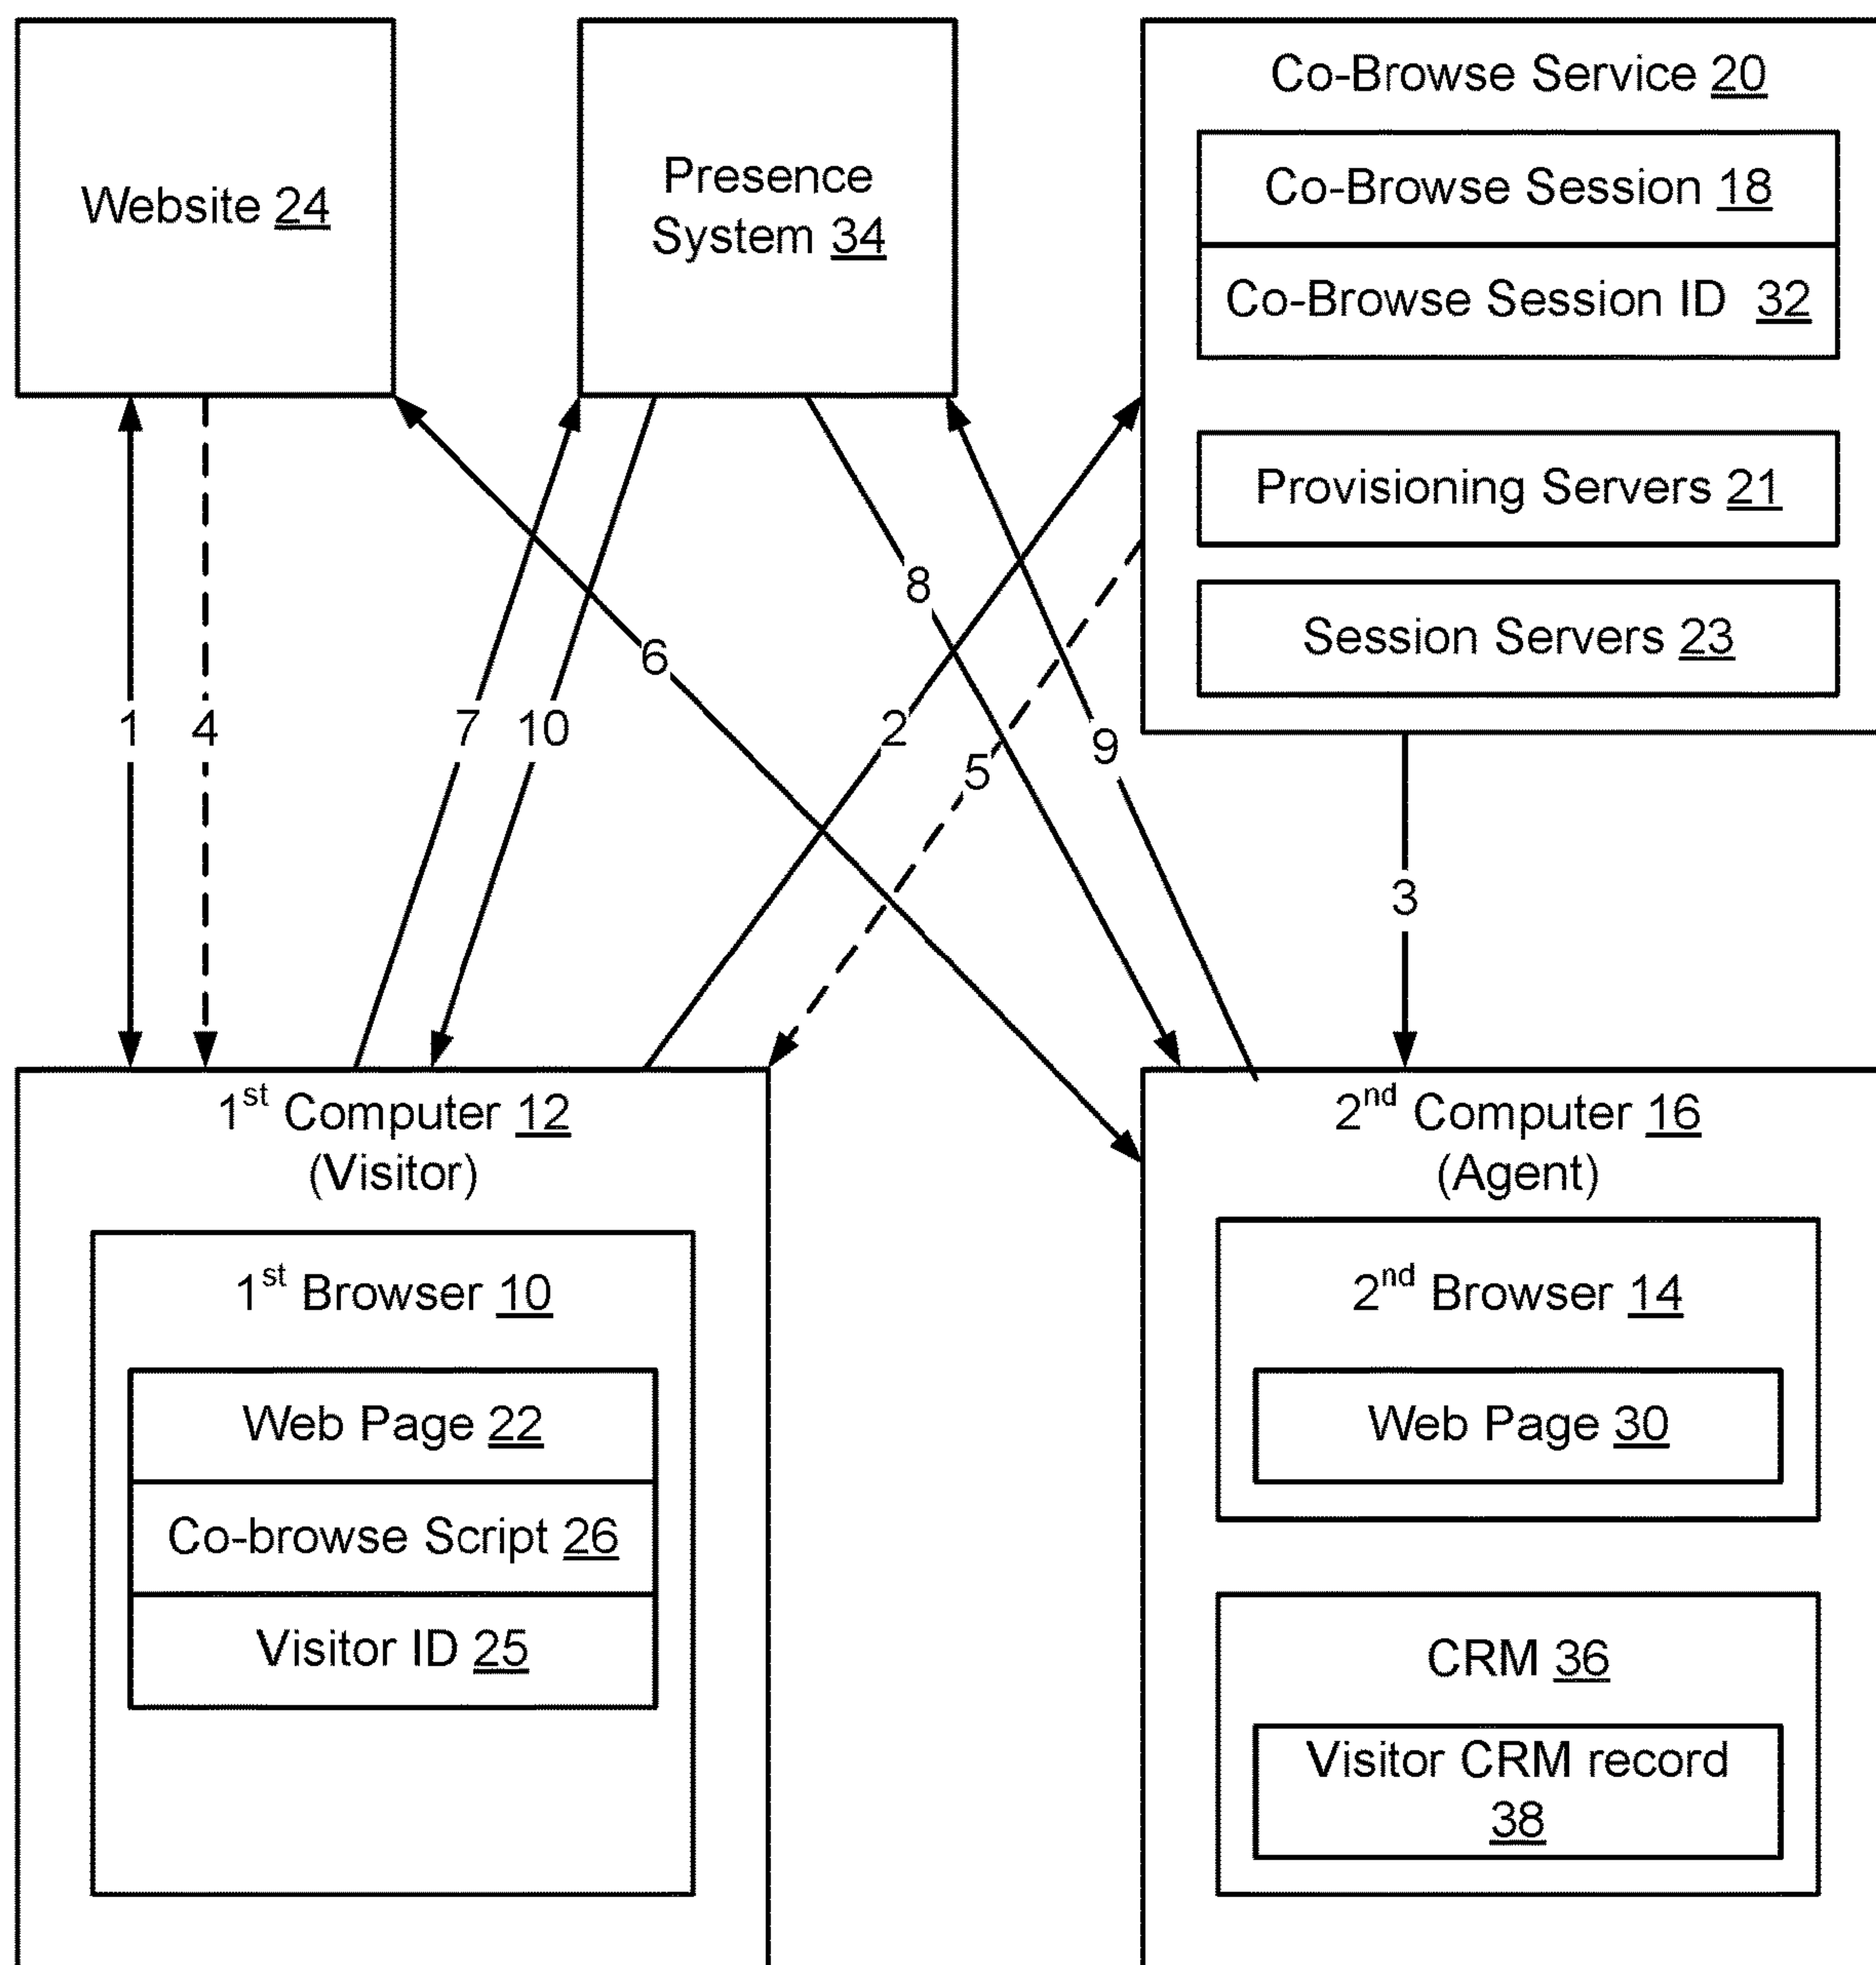 Website 24
Presence
System 34
Co-Browse Service 20
Co-Browse Session 18
Co-Browse Session ID 32
Provisioning Servers 21
Session Servers 23
1
4
7
10
6
8
2
5
9
3
1st Computer 12
(Visitor)
1st Browser 10
Web Page 22
Co-browse Script 26
Visitor ID 25
2nd Computer 16
(Agent)
2nd Browser 14
Web Page 30
CRM 36
Visitor CRM record
38